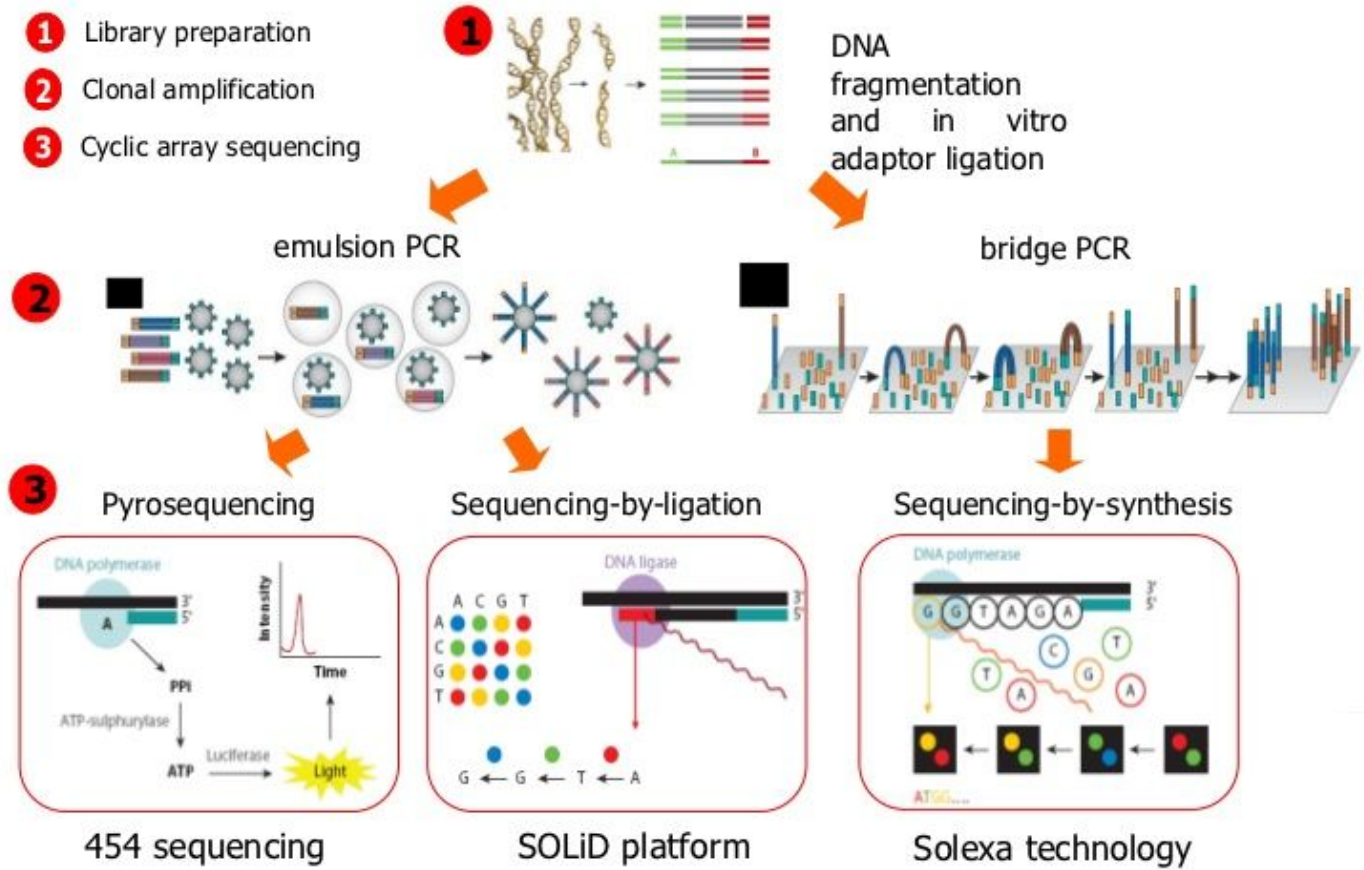 1 Library preparation
2 Clonal amplification
3 Cyclic array sequencing
1
A B
DNA
fragmentation
and in vitro
adaptor ligation
emulsion PCR
bridge PCR
2
3
Pyrosequencing
DNA polymerase
3'
5'
A
PPi
ATP-sulphurylase
ATP
Luciferase
Light
Intensity
Time
454 sequencing
Sequencing-by-ligation
DNA ligase
A C G T
A
C
G
T
3'
5'
G G T A
SOLiD platform
Sequencing-by-synthesis
DNA polymerase
3'
5'
G G T A G A
C T
T A G A
ATGG....
Solexa technology